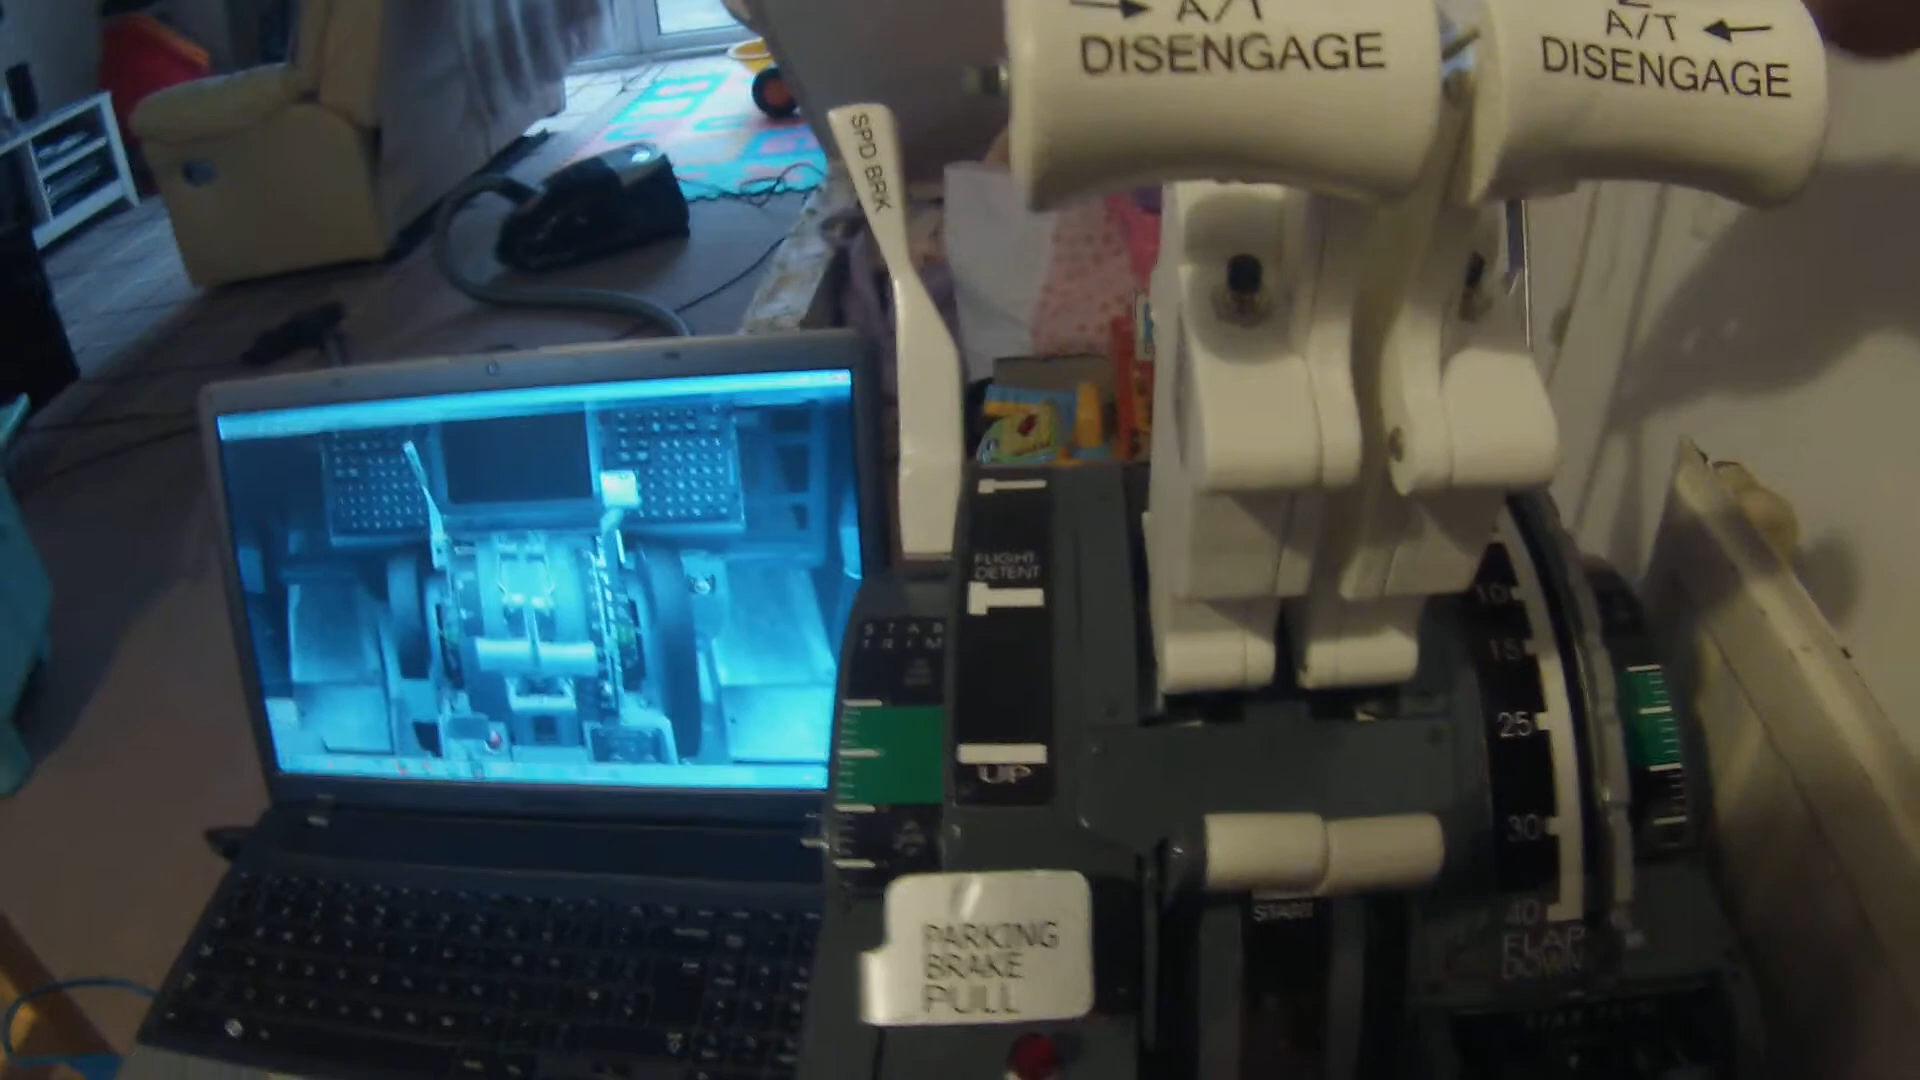 A/T
DISENGAGE
A/T
DISENGAGE
SPD BRK
FLIGHT
DETENT
STAB
TRIM
UP
10
15
25
30
40
FLAP
DOWN
START
PARKING
BRAKE
PULL